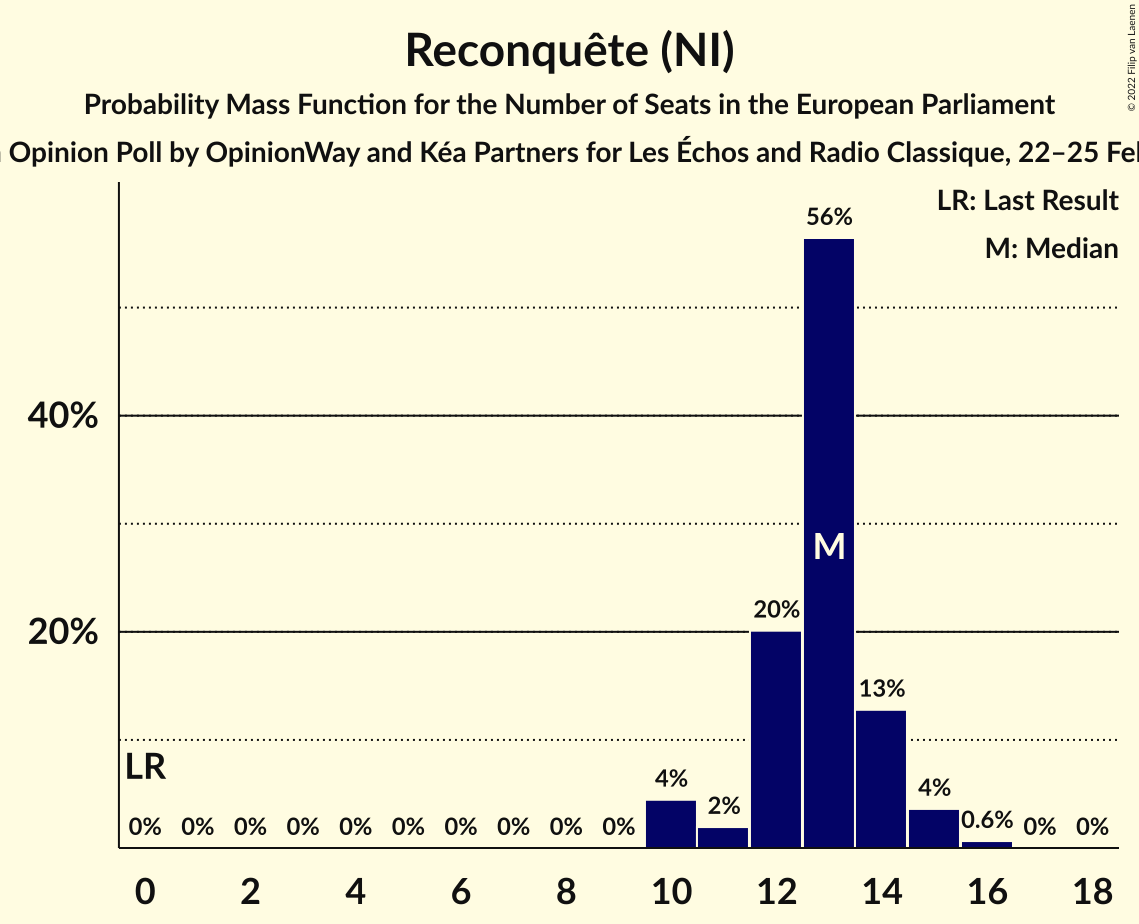 Reconquête (NI)
Probability Mass Function for the Number of Seats in the European Parliament
Opinion Poll by OpinionWay and Kéa Partners for Les Échos and Radio Classique, 22–25
© 2022 Filip van Laenen
LR: Last Result
M: Median
56%
40%
M
20%
20%
13%
LR
4%
2%
4%
0% 0% 0% 0% 0% 0% 0% 0% 0% 0% 0.6% 0% 0%
0 2 4 6 8 10 12 14 16 18